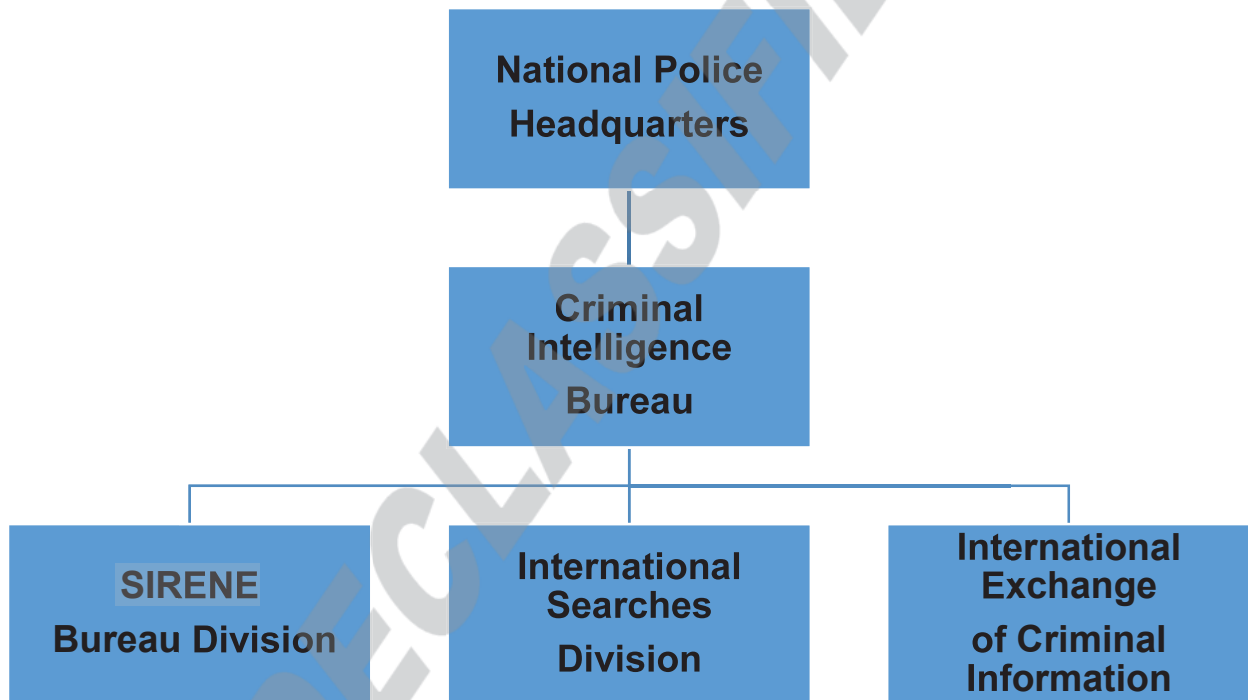 National Police
Headquarters
Criminal
Intelligence
Bureau
SIRENE
Bureau Division
International
Searches
Division
International
Exchange
of Criminal
Information